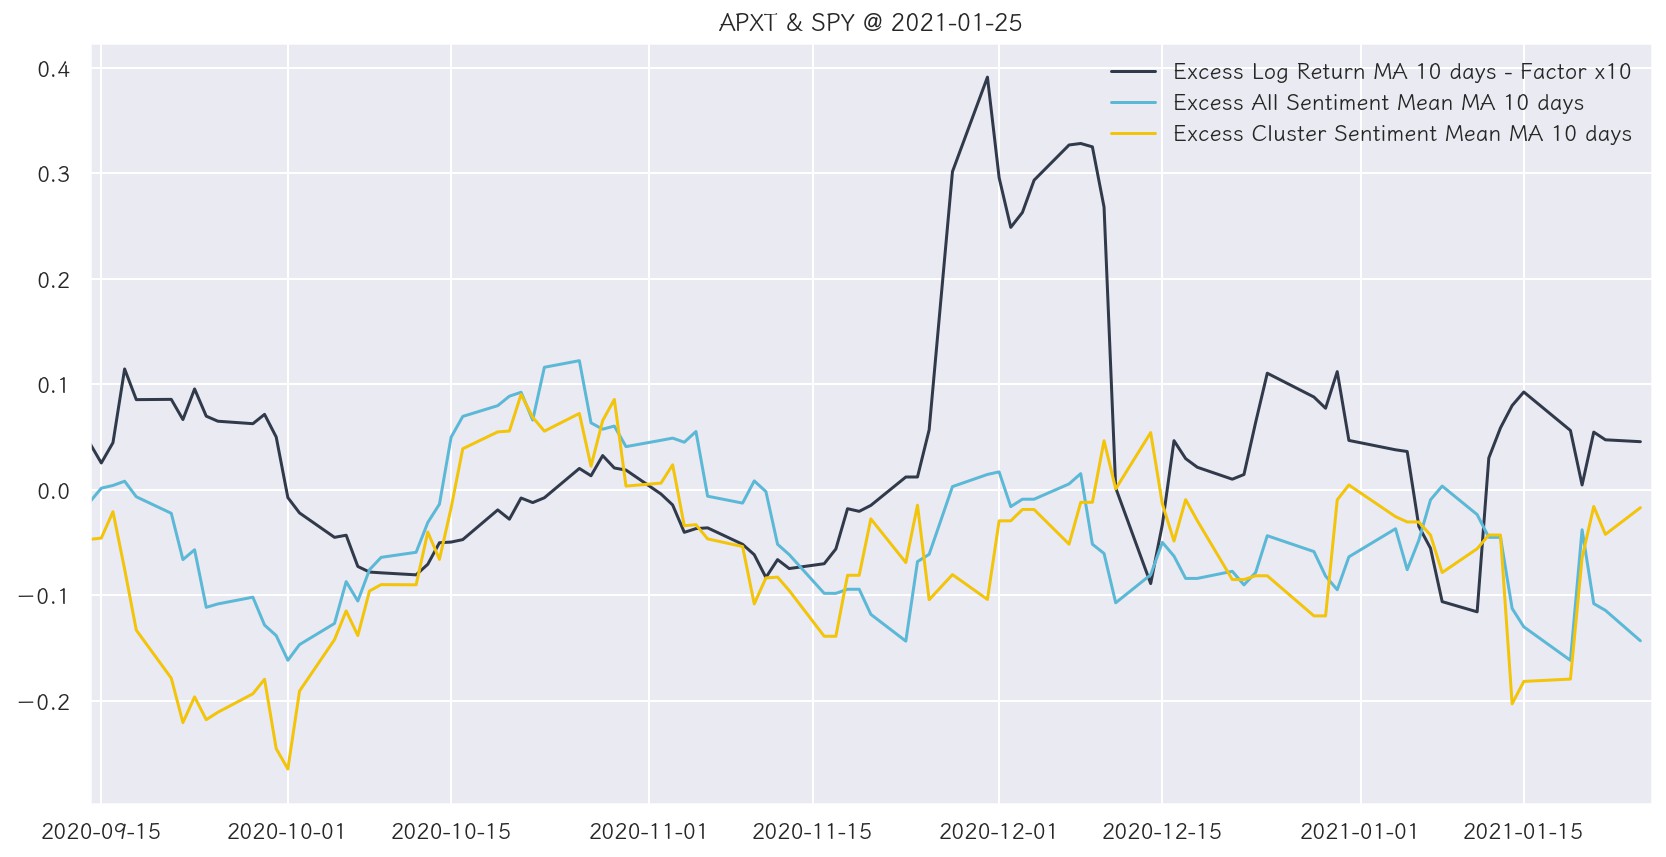 APXT & SPY @ 2021-01-25
Excess Log Return MA 10 days - Factor x10
Excess All Sentiment Mean MA 10 days
Excess Cluster Sentiment Mean MA 10 days
0.4
0.3
0.2
0.1
0.0
−0.1
−0.2
2020-09-15 2020-10-01 2020-10-15 2020-11-01 2020-11-15 2020-12-01 2020-12-15 2021-01-01 2021-01-15